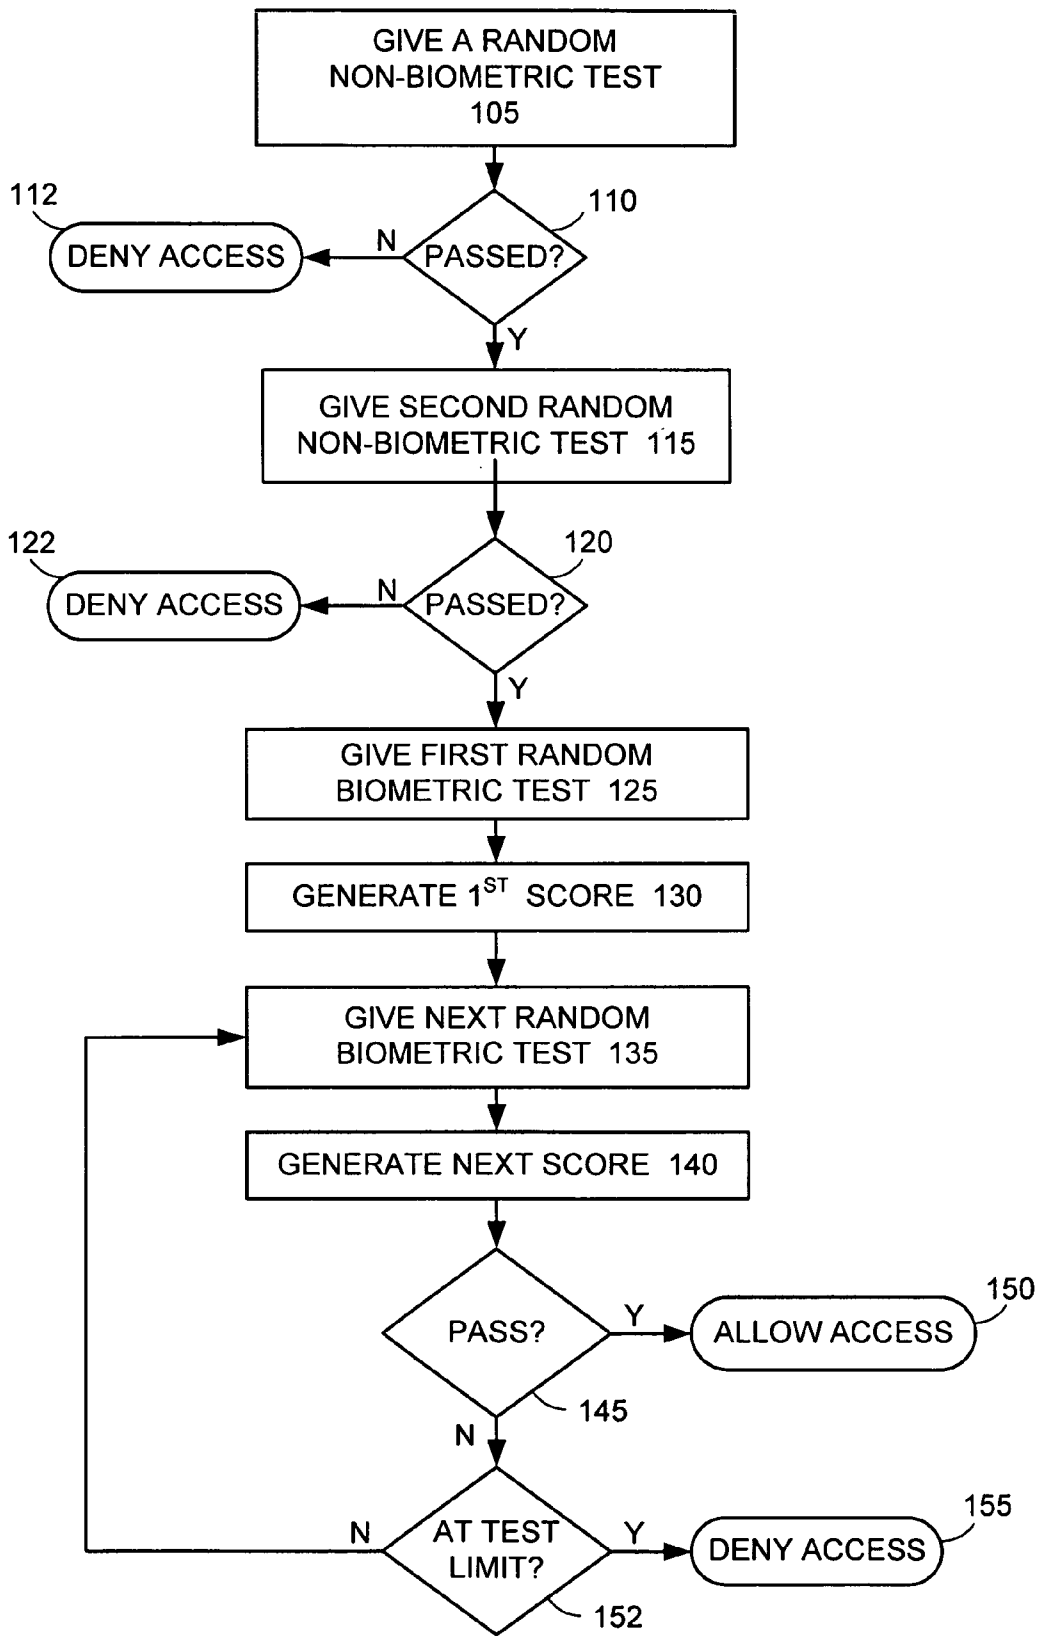 GIVE A RANDOM
NON-BIOMETRIC TEST
105
112
110
DENY ACCESS
N
PASSED?
Y
GIVE SECOND RANDOM
NON-BIOMETRIC TEST 115
122
120
DENY ACCESS
N
PASSED?
Y
GIVE FIRST RANDOM
BIOMETRIC TEST 125
GENERATE 1ST SCORE 130
GIVE NEXT RANDOM
BIOMETRIC TEST 135
GENERATE NEXT SCORE 140
PASS?
Y
ALLOW ACCESS
150
145
N
N
AT TEST
LIMIT?
Y
DENY ACCESS
155
152